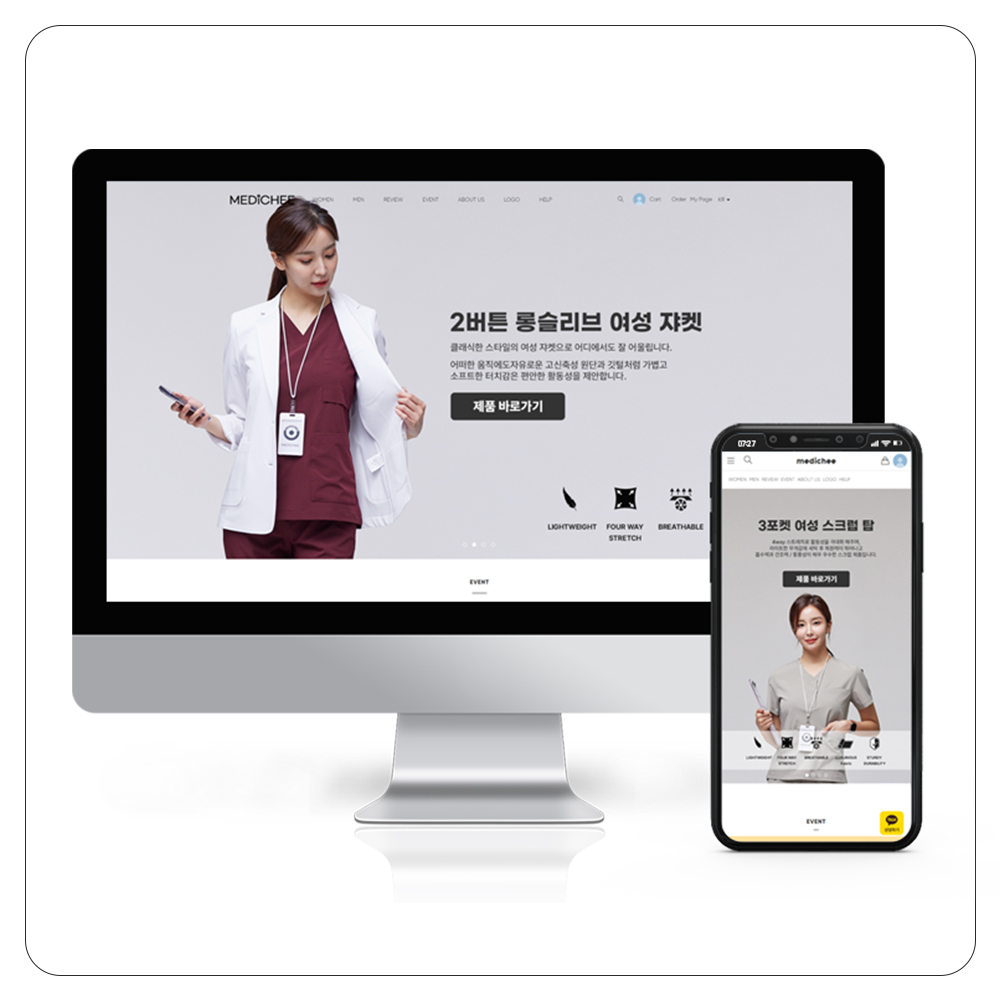 MEDICHEE WOMEN MEN REVIEW EVENT ABOUT US LOGO HELP Cart Order My Page KR
2버튼 롱슬리브 여성 쟈켓
클래식한 스타일의 여성 쟈켓으로 어디에서도 잘 어울립니다.
어떠한 움직에도자유로운 고신축성 원단과 깃털처럼 가볍고
소프트한 터치감은 편안한 활동성을 제안합니다.
제품 바로가기
LIGHTWEIGHT FOUR WAY STRETCH BREATHABLE
EVENT
07:27
medichee
WOMEN MEN REVIEW EVENT ABOUT US LOGO HELP
3포켓 여성 스크럽 탑
제품 바로가기
LIGHTWEIGHT FOUR WAY STRETCH BREATHABLE STURDY DURABILITY
EVENT